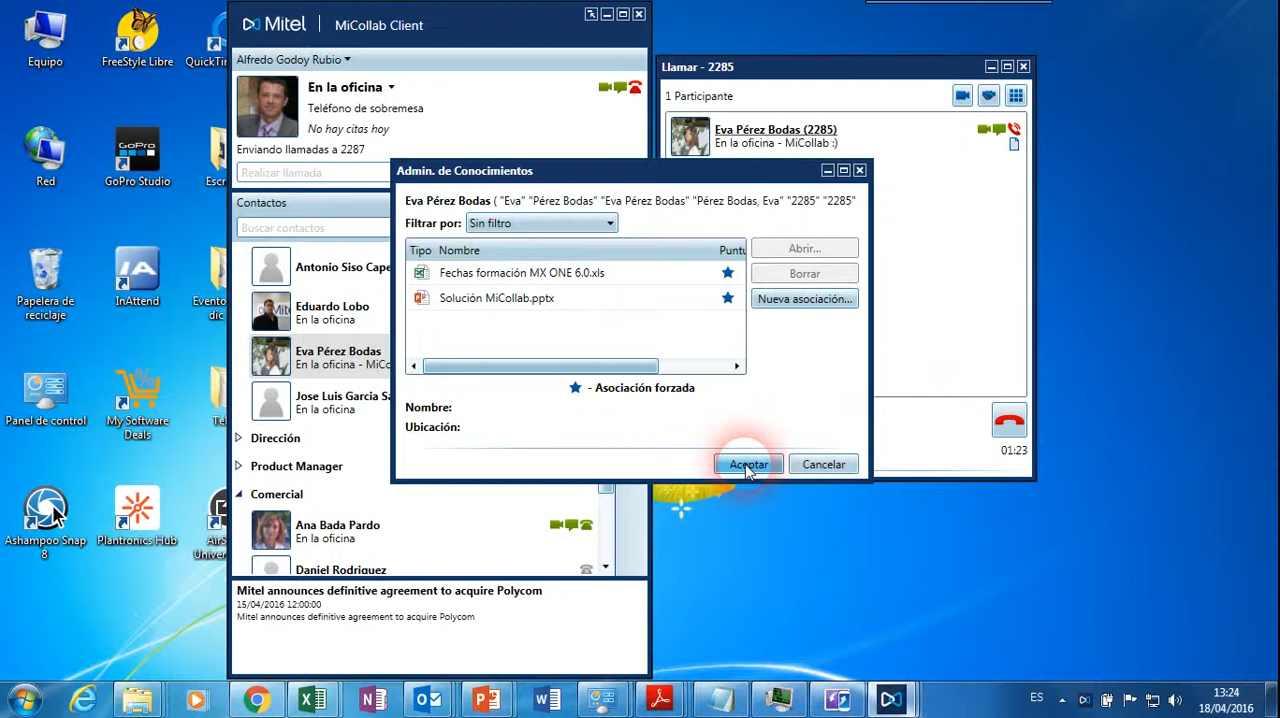 Equipo
FreeStyle Libre
QuickTir
Red
GoPro Studio
Escr
Papelera de
reciclaje
InAttend
Evento
dic
Panel de control
My Software
Deals
Te
Ashampoo Snap
8
Plantronics Hub
AirS
Univer
Mitel
MiCollab Client
Alfredo Godoy Rubio
En la oficina
Teléfono de sobremesa
No hay citas hoy
Enviando llamadas a 2287
Realizar llamada
Contactos
Buscar contactos
Antonio Siso Cape
Eduardo Lobo
En la oficina
Eva Pérez Bodas
En la oficina - MiC
Jose Luis Garcia Sa
En la oficina
Dirección
Product Manager
Comercial
Ana Bada Pardo
En la oficina
Daniel Rodriguez
Mitel announces definitive agreement to acquire Polycom
15/04/2016 12:00:00
Mitel announces definitive agreement to acquire Polycom
Llamar - 2285
1 Participante
Eva Pérez Bodas (2285)
En la oficina - MiCollab :)
01:23
Admin. de Conocimientos
Eva Pérez Bodas ( "Eva" "Pérez Bodas" "Eva Pérez Bodas" "Pérez Bodas, Eva" "2285" "2285"
Filtrar por: Sin filtro
Tipo Nombre Puntu
Fechas formación MX ONE 6.0.xls
Solución MiCollab.pptx
Abrir...
Borrar
Nueva asociación...
- Asociación forzada
Nombre:
Ubicación:
Aceptar
Cancelar
ES
13:24
18/04/2016